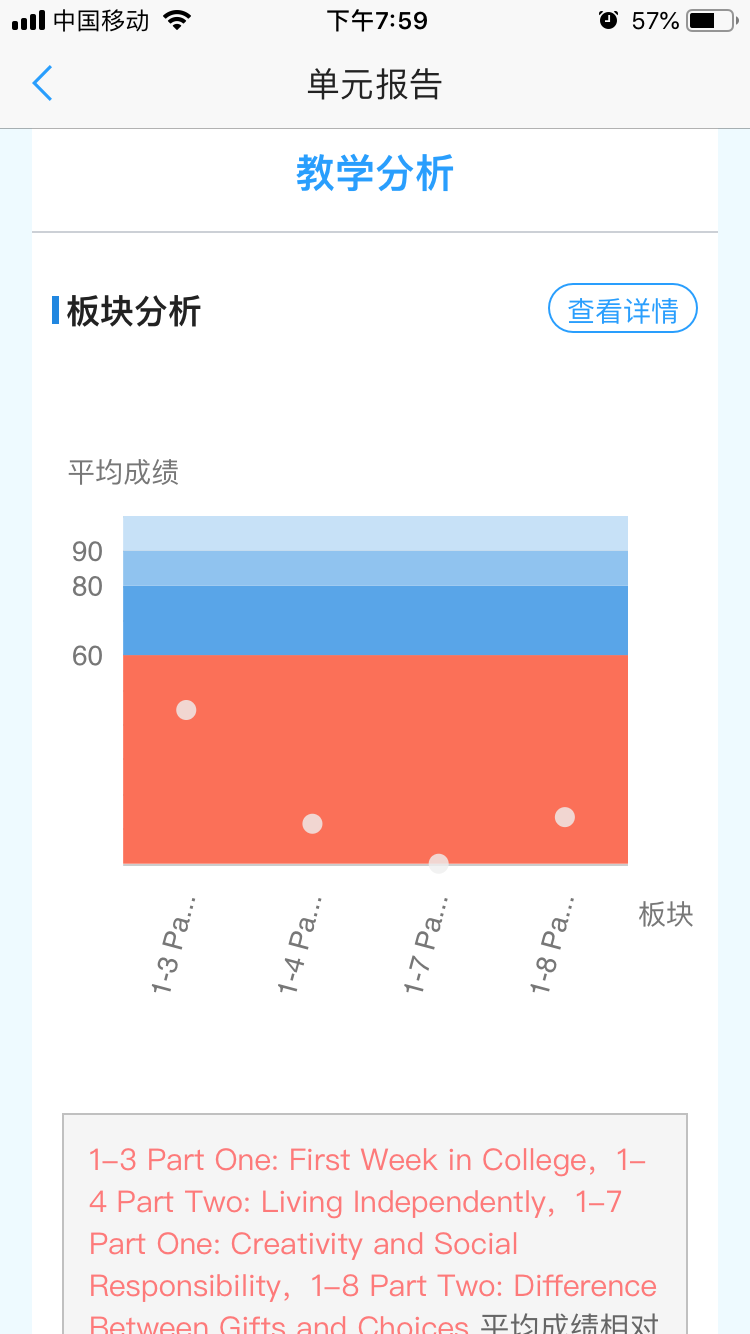 中国移动 下午7:59 57%
单元报告
教学分析
板块分析 查看详情
平均成绩
90
80
60
1-3 Pa... 1-4 Pa... 1-7 Pa... 1-8 Pa... 板块
1-3 Part One: First Week in College，1-
4 Part Two: Living Independently，1-7
Part One: Creativity and Social
Responsibility，1-8 Part Two: Difference
Between Gifts and Choices 平均成绩相对